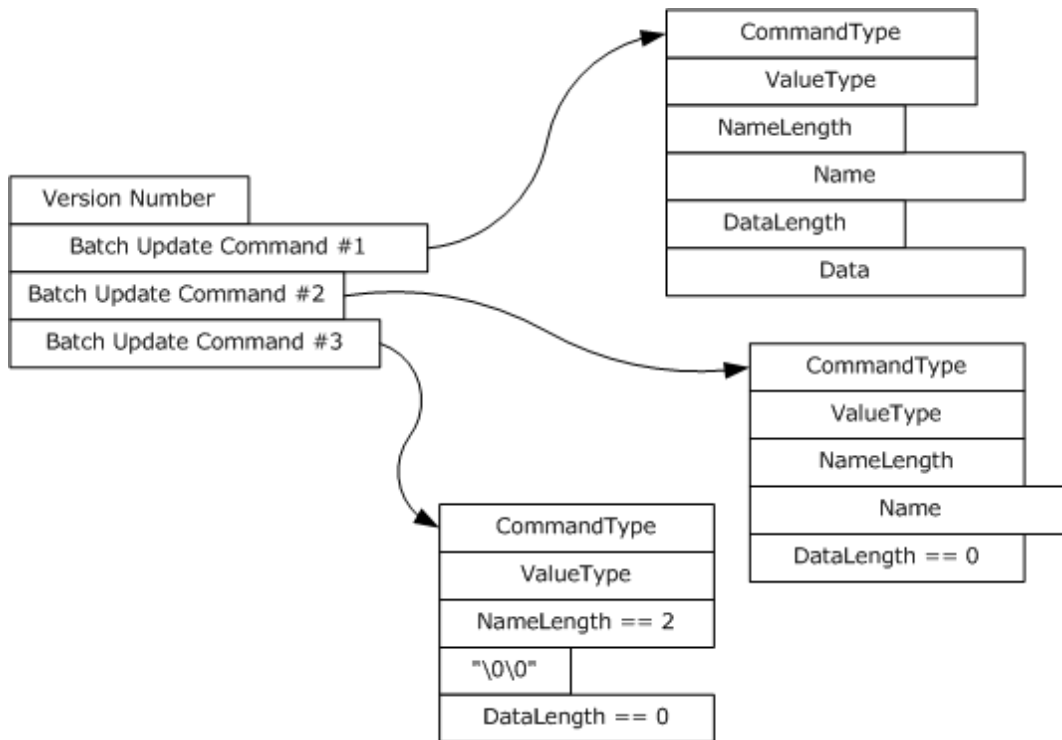 Version Number
Batch Update Command #1
Batch Update Command #2
Batch Update Command #3
CommandType
ValueType
NameLength
Name
DataLength
Data
CommandType
ValueType
NameLength
Name
DataLength == 0
CommandType
ValueType
NameLength == 2
"\0\0"
DataLength == 0